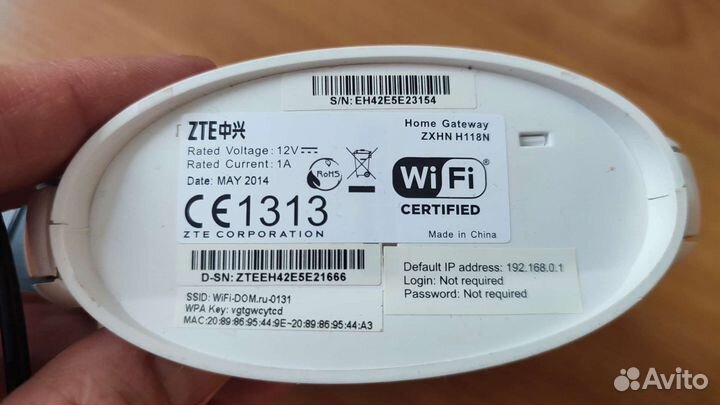 S/N: EH42E5E23154
ZTE中兴
Rated Voltage: 12V
Rated Current: 1A
Date: MAY 2014
RoHS
CE1313
ZTE CORPORATION
Home Gateway
ZXHN H118N
Wi Fi
CERTIFIED
Made in China
D-SN: ZTEEH42E5E21666
SSID: WiFi-DOM.ru-0131
WPA Key: vgtgwcytcd
MAC:20:89:86:95:44:9E~20:89:86:95:44:A3
Default IP address: 192.168.0.1
Login: Not required
Password: Not required
Avito